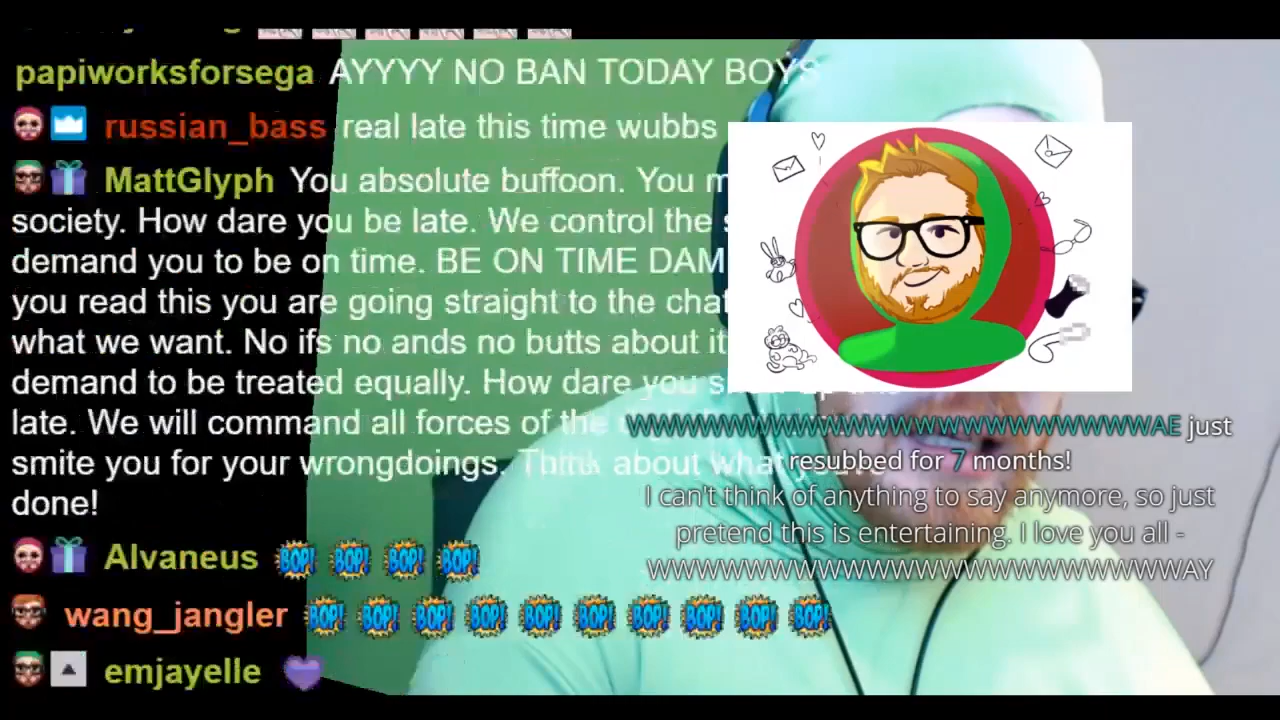 papiworksforsega AYYYY NO BAN TODAY BOYS
russian_bass real late this time wubbs
MattGlyph You absolute buffoon. You
society. How dare you be late. We control the
demand you to be on time. BE ON TIME
you read this you are going straight to the
what we want. No ifs no ands no butts about it
demand to be treated equally. How dare you
late. We will command all forces of the
smite you for your wrongdoings. Think about what
done!
Alvaneus BOP! BOP! BOP! BOP!
wang_jangler BOP! BOP! BOP! BOP! BOP! BOP! BOP! BOP! BOP! BOP!
emjayelle
just
resubbed for 7 months!
I can't think of anything to say anymore, so just
pretend this is entertaining. I love you all -